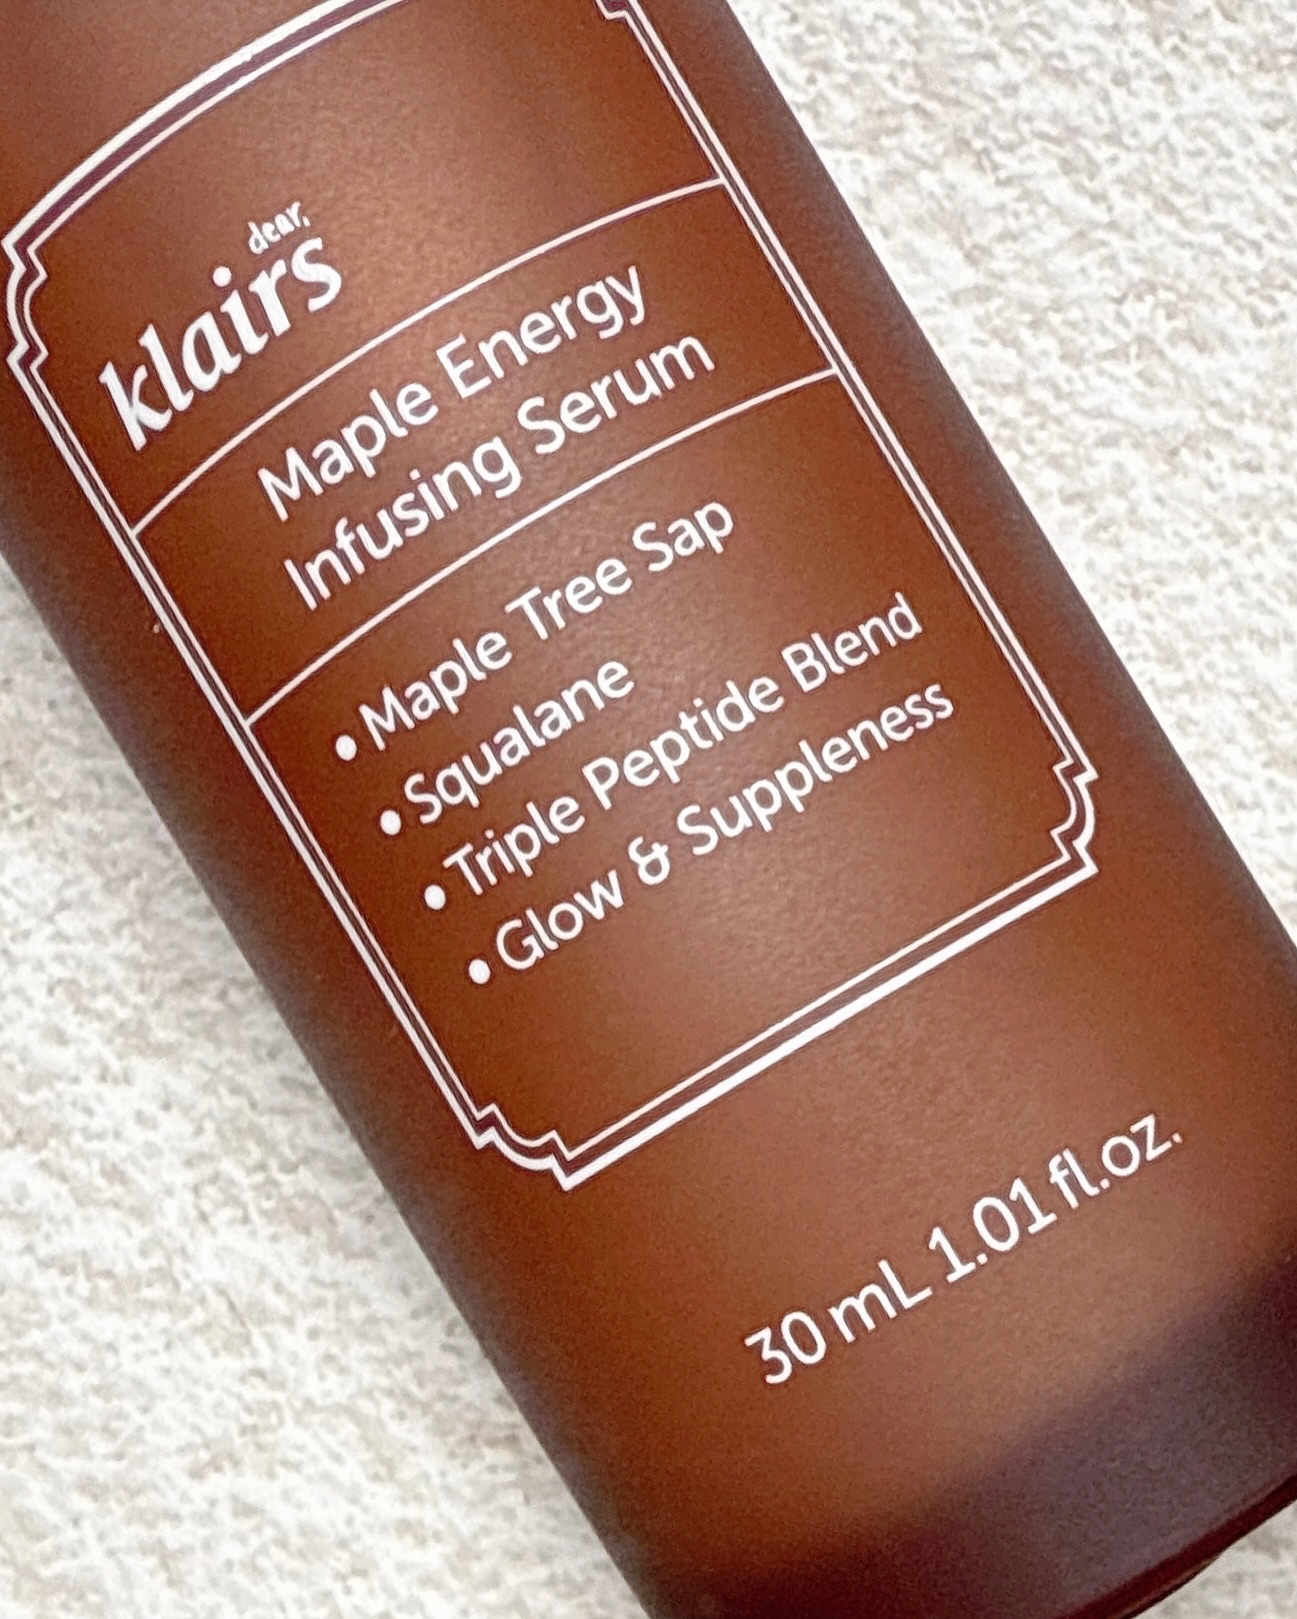 dear,
klairs
Maple Energy
Infusing Serum
• Maple Tree Sap
• Squalane
• Triple Peptide Blend
• Glow & Suppleness
30 mL 1.01 fl.oz.